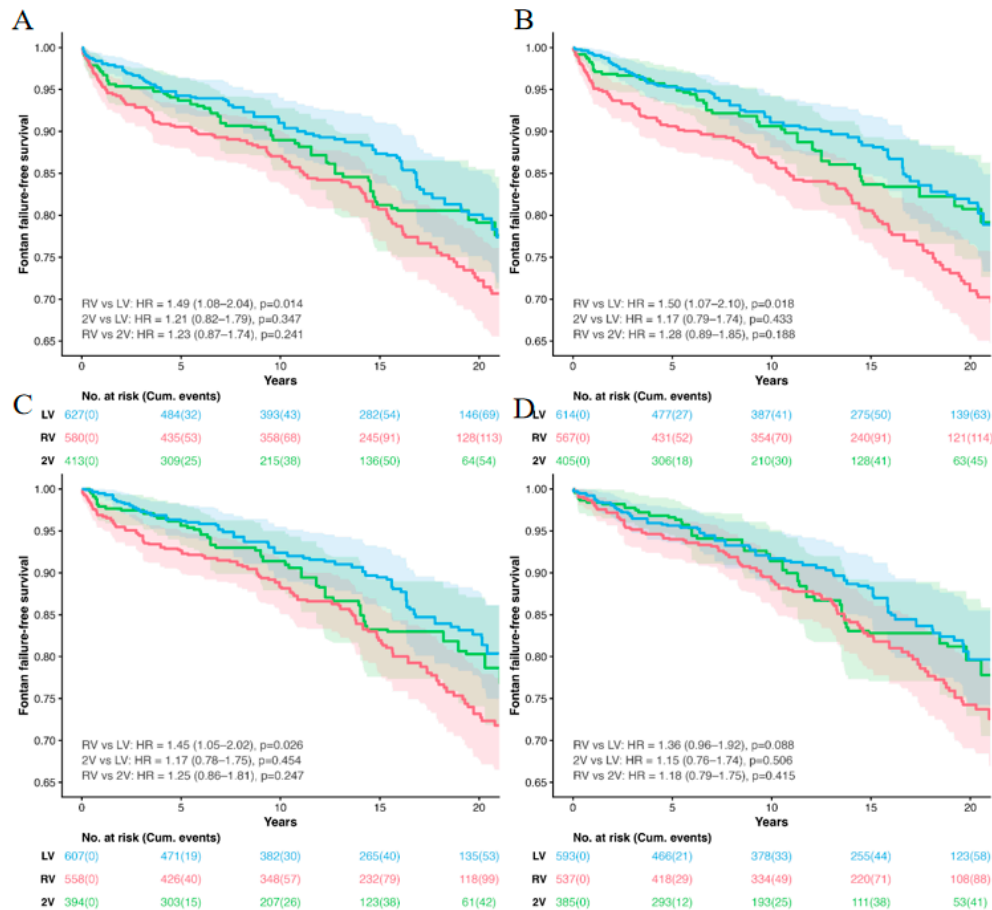 A
Fontan failure-free survival
1.00
0.95
0.90
0.85
0.80
0.75
0.70
0.65
RV vs LV: HR = 1.49 (1.08–2.04), p=0.014
2V vs LV: HR = 1.21 (0.82–1.79), p=0.347
RV vs 2V: HR = 1.23 (0.87–1.74), p=0.241
0 5 10 15 20
Years
No. at risk (Cum. events)
LV 627(0) 484(32) 393(43) 282(54) 146(69)
RV 580(0) 435(53) 358(68) 245(91) 128(113)
2V 413(0) 309(25) 215(38) 136(50) 64(54)
B
Fontan failure-free survival
1.00
0.95
0.90
0.85
0.80
0.75
0.70
0.65
RV vs LV: HR = 1.50 (1.07–2.10), p=0.018
2V vs LV: HR = 1.17 (0.79–1.74), p=0.433
RV vs 2V: HR = 1.28 (0.89–1.85), p=0.188
0 5 10 15 20
Years
No. at risk (Cum. events)
LV 614(0) 477(27) 387(41) 275(50) 139(63)
RV 567(0) 431(52) 354(70) 240(91) 121(114)
2V 405(0) 306(18) 210(30) 128(41) 63(45)
C
Fontan failure-free survival
1.00
0.95
0.90
0.85
0.80
0.75
0.70
0.65
RV vs LV: HR = 1.45 (1.05–2.02), p=0.026
2V vs LV: HR = 1.17 (0.78–1.75), p=0.454
RV vs 2V: HR = 1.25 (0.86–1.81), p=0.247
0 5 10 15 20
Years
No. at risk (Cum. events)
LV 607(0) 471(19) 382(30) 265(40) 135(53)
RV 558(0) 426(40) 348(57) 232(79) 118(99)
2V 394(0) 303(15) 207(26) 123(38) 61(42)
D
Fontan failure-free survival
1.00
0.95
0.90
0.85
0.80
0.75
0.70
0.65
RV vs LV: HR = 1.36 (0.96–1.92), p=0.088
2V vs LV: HR = 1.15 (0.76–1.74), p=0.506
RV vs 2V: HR = 1.18 (0.79–1.75), p=0.415
0 5 10 15 20
Years
No. at risk (Cum. events)
LV 593(0) 466(21) 378(33) 255(44) 123(58)
RV 537(0) 418(29) 334(49) 220(71) 108(88)
2V 385(0) 293(12) 193(25) 111(38) 53(41)